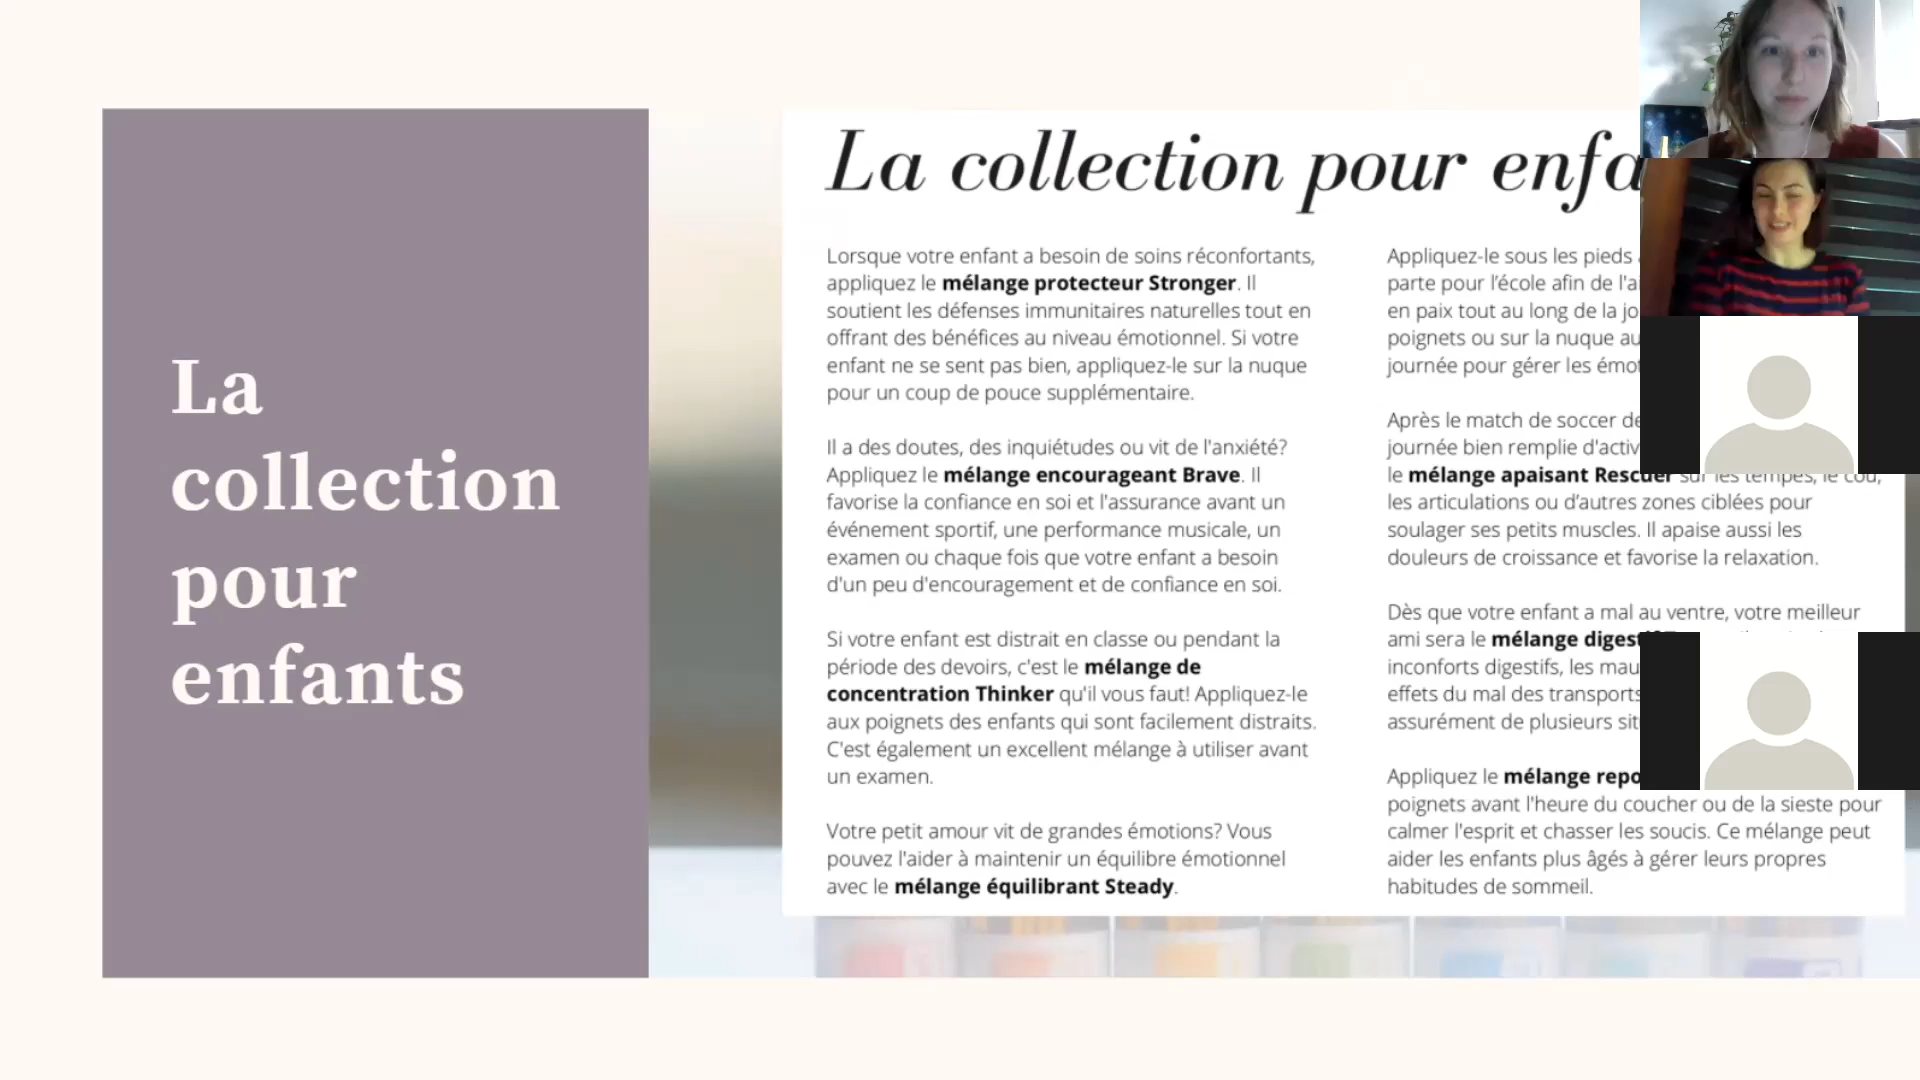 La
collection
pour
enfants
La collection pour enfa
Lorsque votre enfant a besoin de soins réconfortants,
appliquez le mélange protecteur Stronger. Il
soutient les défenses immunitaires naturelles tout en
offrant des bénéfices au niveau émotionnel. Si votre
enfant ne se sent pas bien, appliquez-le sur la nuque
pour un coup de pouce supplémentaire.
Il a des doutes, des inquiétudes ou vit de l'anxiété?
Appliquez le mélange encourageant Brave. Il
favorise la confiance en soi et l'assurance avant un
événement sportif, une performance musicale, un
examen ou chaque fois que votre enfant a besoin
d'un peu d'encouragement et de confiance en soi.
Si votre enfant est distrait en classe ou pendant la
période des devoirs, c'est le mélange de
concentration Thinker qu'il vous faut! Appliquez-le
aux poignets des enfants qui sont facilement distraits.
C'est également un excellent mélange à utiliser avant
un examen.
Votre petit amour vit de grandes émotions? Vous
pouvez l'aider à maintenir un équilibre émotionnel
avec le mélange équilibrant Steady.
Appliquez-le sous les pieds
parte pour l’école afin de l'ai
en paix tout au long de la jo
poignets ou sur la nuque au
journée pour gérer les émo
Après le match de soccer de
journée bien remplie d'activ
le mélange apaisant Rescuer sur les tempes, le cou,
les articulations ou d’autres zones ciblées pour
soulager ses petits muscles. Il apaise aussi les
douleurs de croissance et favorise la relaxation.
Dès que votre enfant a mal au ventre, votre meilleur
ami sera le mélange digest
inconforts digestifs, les mau
effets du mal des transports
assurément de plusieurs sit
Appliquez le mélange repo
poignets avant l'heure du coucher ou de la sieste pour
calmer l'esprit et chasser les soucis. Ce mélange peut
aider les enfants plus âgés à gérer leurs propres
habitudes de sommeil.